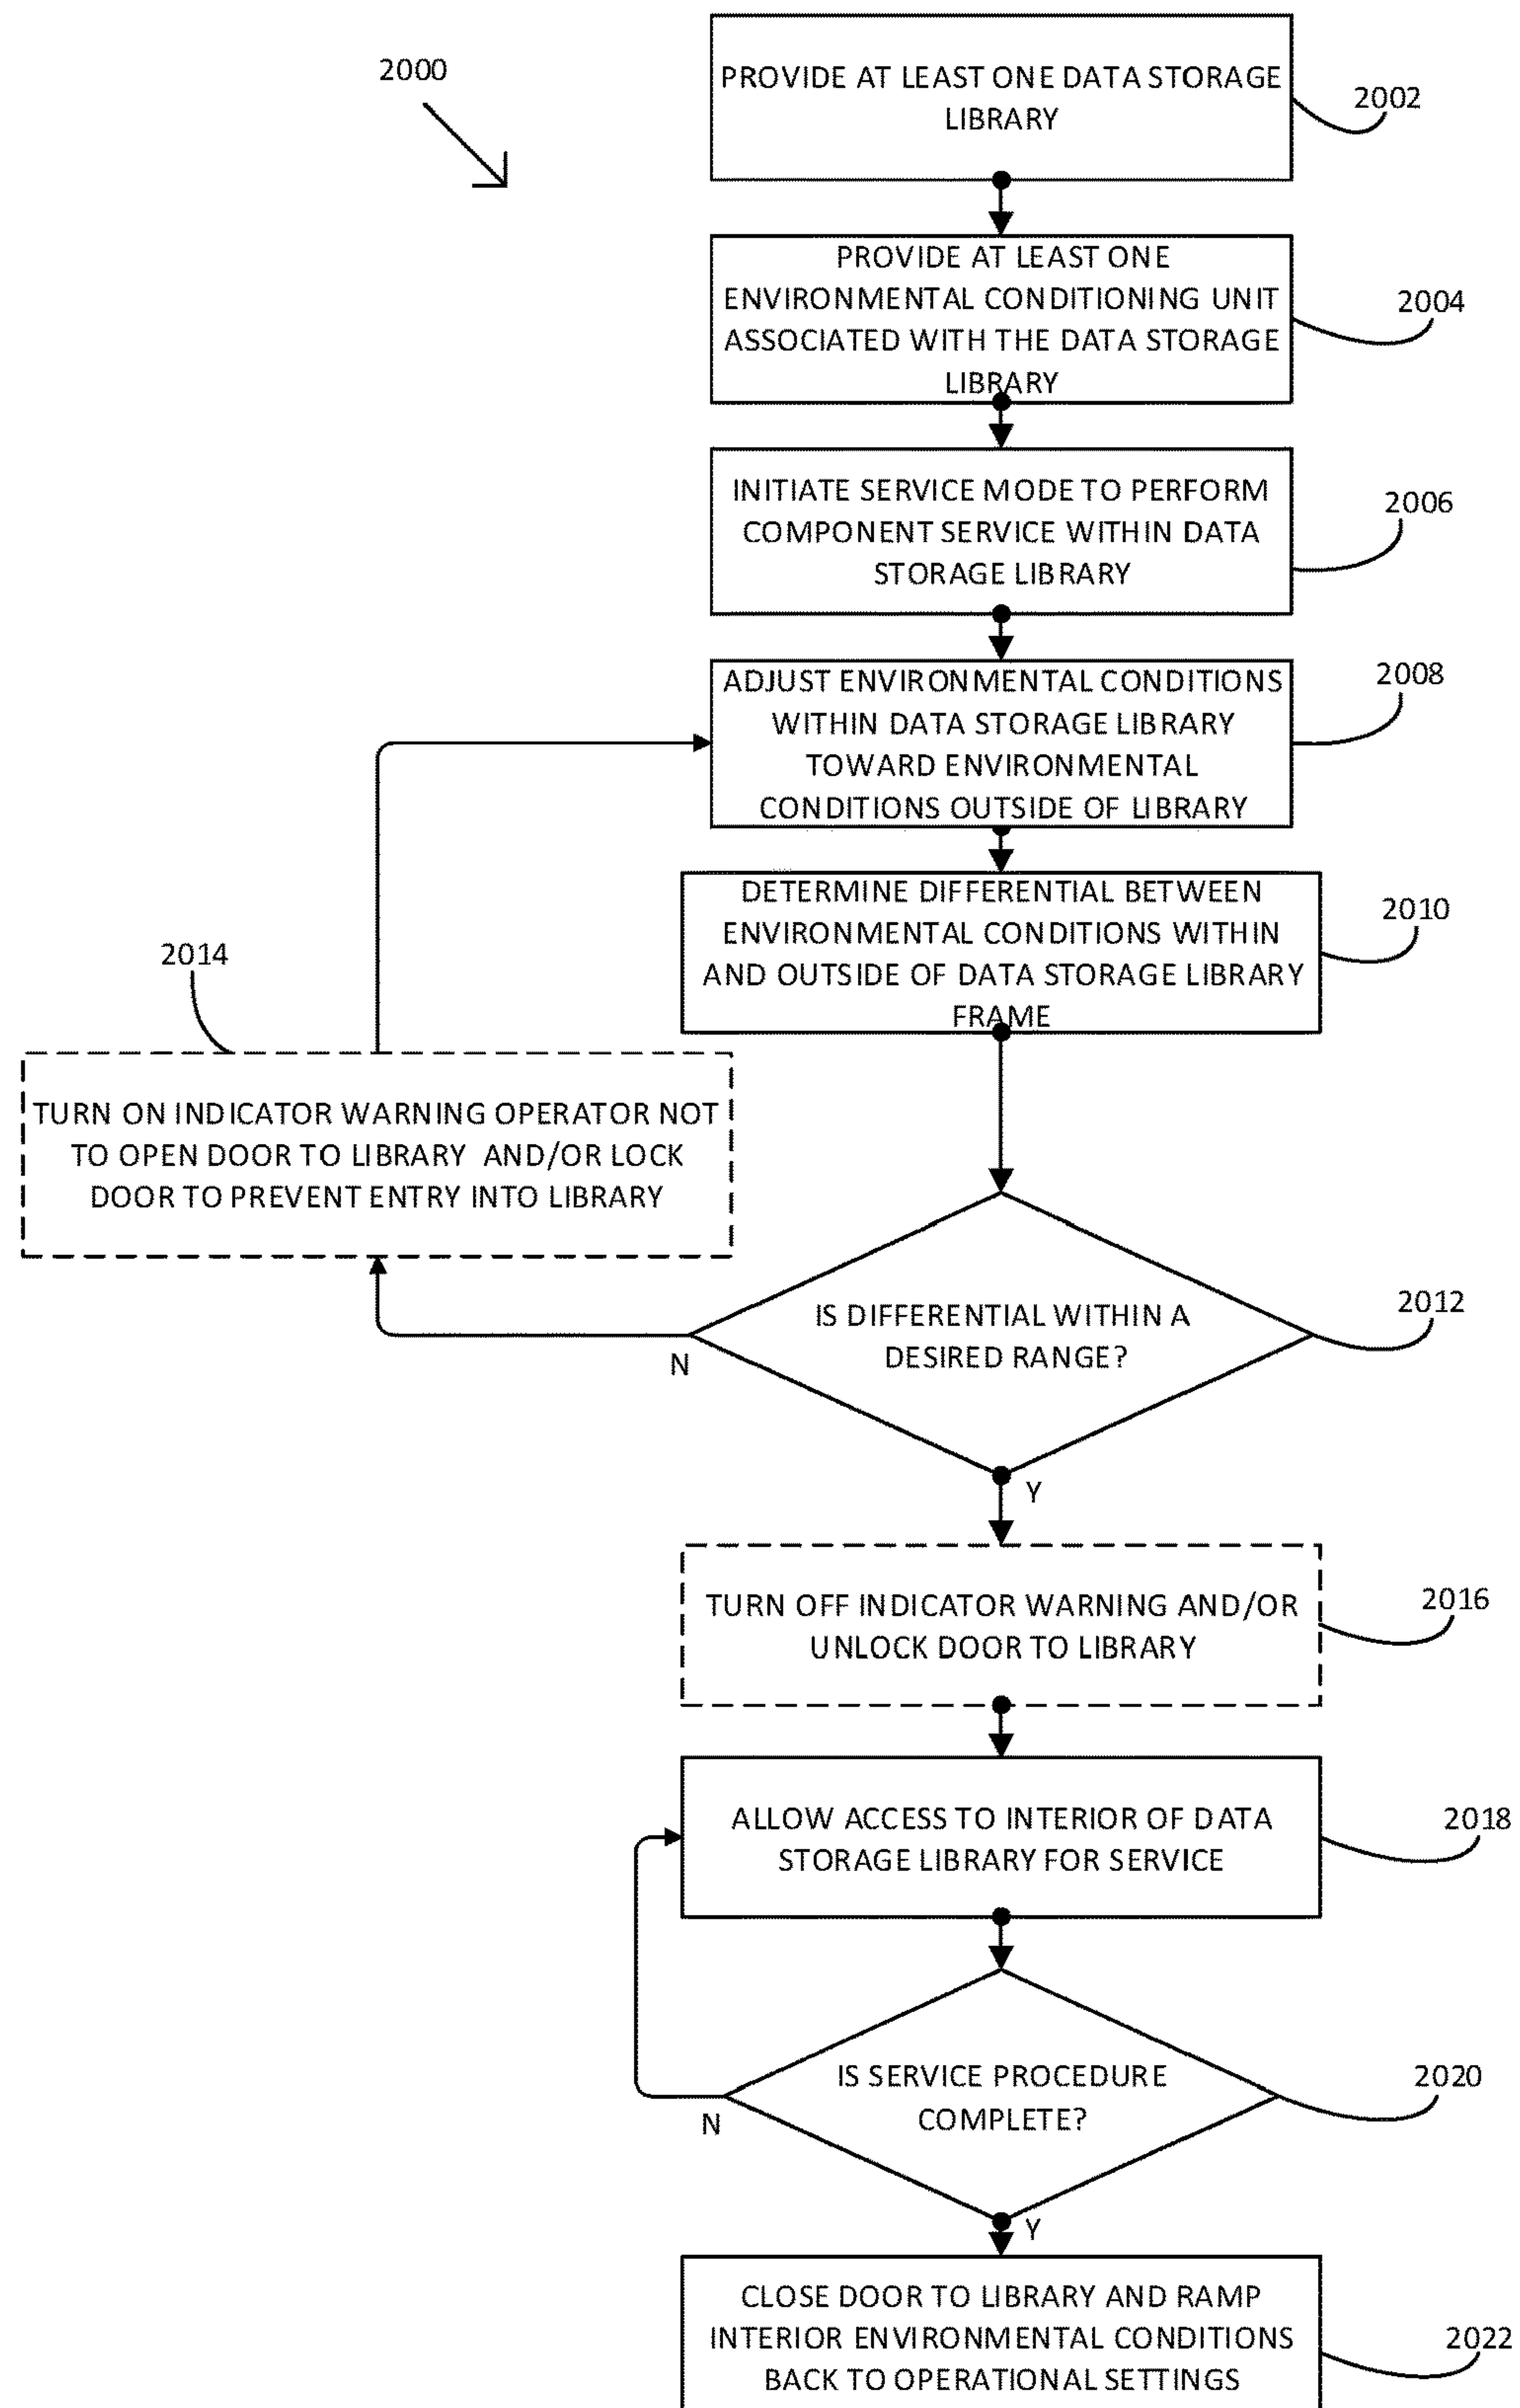 2000
PROVIDE AT LEAST ONE DATA STORAGE
LIBRARY
2002
PROVIDE AT LEAST ONE
ENVIRONMENTAL CONDITIONING UNIT
ASSOCIATED WITH THE DATA STORAGE
LIBRARY
2004
INITIATE SERVICE MODE TO PERFORM
COMPONENT SERVICE WITHIN DATA
STORAGE LIBRARY
2006
ADJUST ENVIRONMENTAL CONDITIONS
WITHIN DATA STORAGE LIBRARY
TOWARD ENVIRONMENTAL
CONDITIONS OUTSIDE OF LIBRARY
2008
DETERMINE DIFFERENTIAL BETWEEN
ENVIRONMENTAL CONDITIONS WITHIN
AND OUTSIDE OF DATA STORAGE LIBRARY
FRAME
2010
2014
TURN ON INDICATOR WARNING OPERATOR NOT
TO OPEN DOOR TO LIBRARY AND/OR LOCK
DOOR TO PREVENT ENTRY INTO LIBRARY
IS DIFFERENTIAL WITHIN A
DESIRED RANGE?
2012
N
Y
TURN OFF INDICATOR WARNING AND/OR
UNLOCK DOOR TO LIBRARY
2016
ALLOW ACCESS TO INTERIOR OF DATA
STORAGE LIBRARY FOR SERVICE
2018
IS SERVICE PROCEDURE
COMPLETE?
2020
N
Y
CLOSE DOOR TO LIBRARY AND RAMP
INTERIOR ENVIRONMENTAL CONDITIONS
BACK TO OPERATIONAL SETTINGS
2022